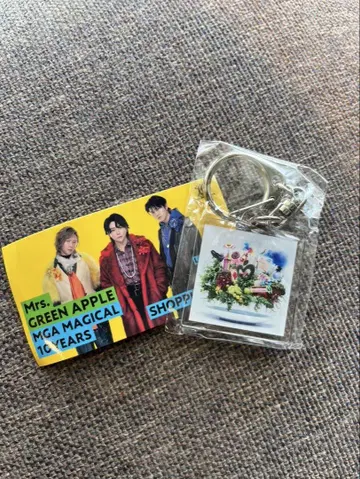 Mrs.
GREEN APPLE
MGA MAGICAL
10 YEARS
SHOPP